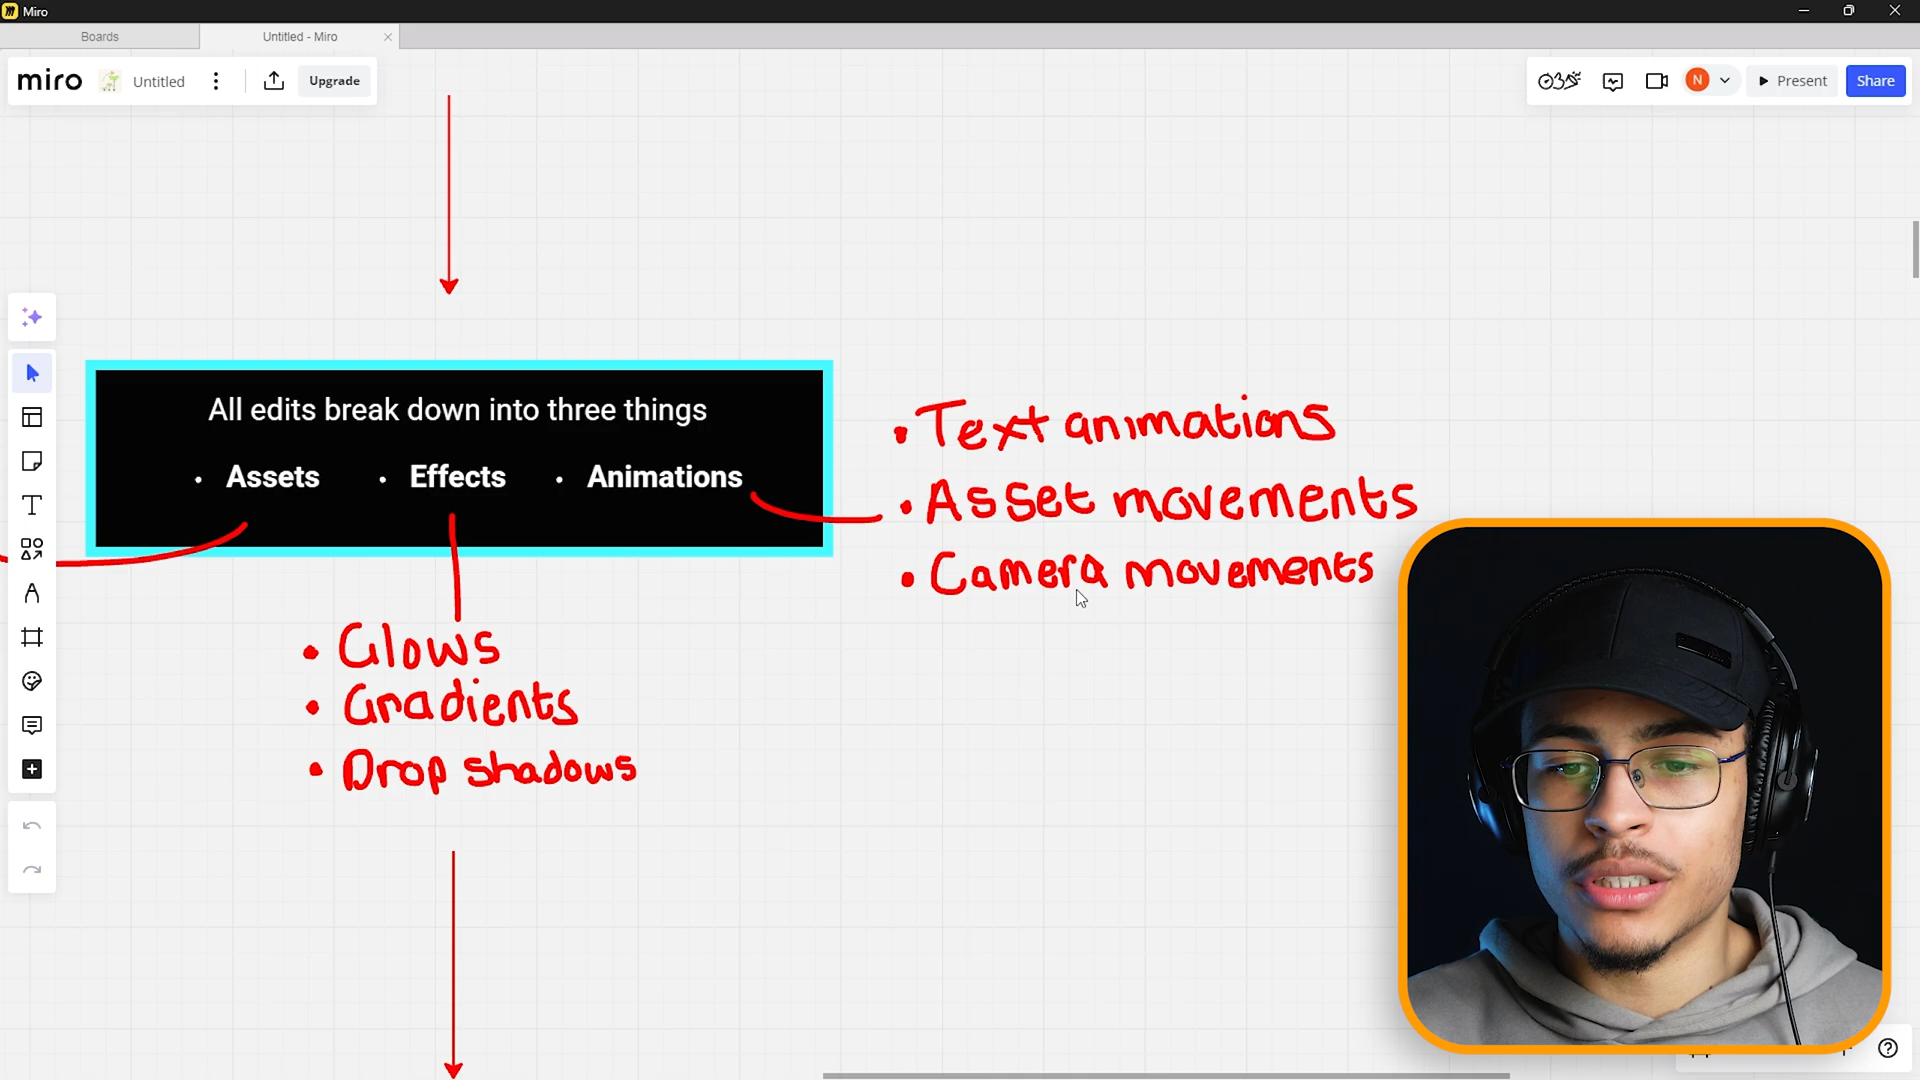 Miro
Boards
Untitled - Miro
miro
Untitled
Upgrade
N
Present
Share
All edits break down into three things
• Assets • Effects • Animations
• Text animations
• Asset movements
• Camera movements
• Glows
• Gradients
• Drop shadows